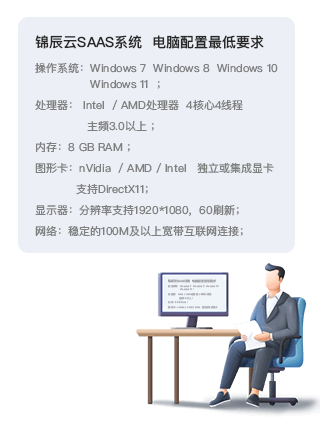 锦辰云SAAS系统 电脑配置最低要求
操作系统：Windows 7 Windows 8 Windows 10
Windows 11 ；
处理器： Intel / AMD处理器 4核心4线程
主频3.0以上；
内存：8 GB RAM；
图形卡：nVidia / AMD / Intel 独立或集成显卡
支持DirectX11；
显示器：分辨率支持1920*1080，60刷新；
网络：稳定的100M及以上宽带互联网连接；